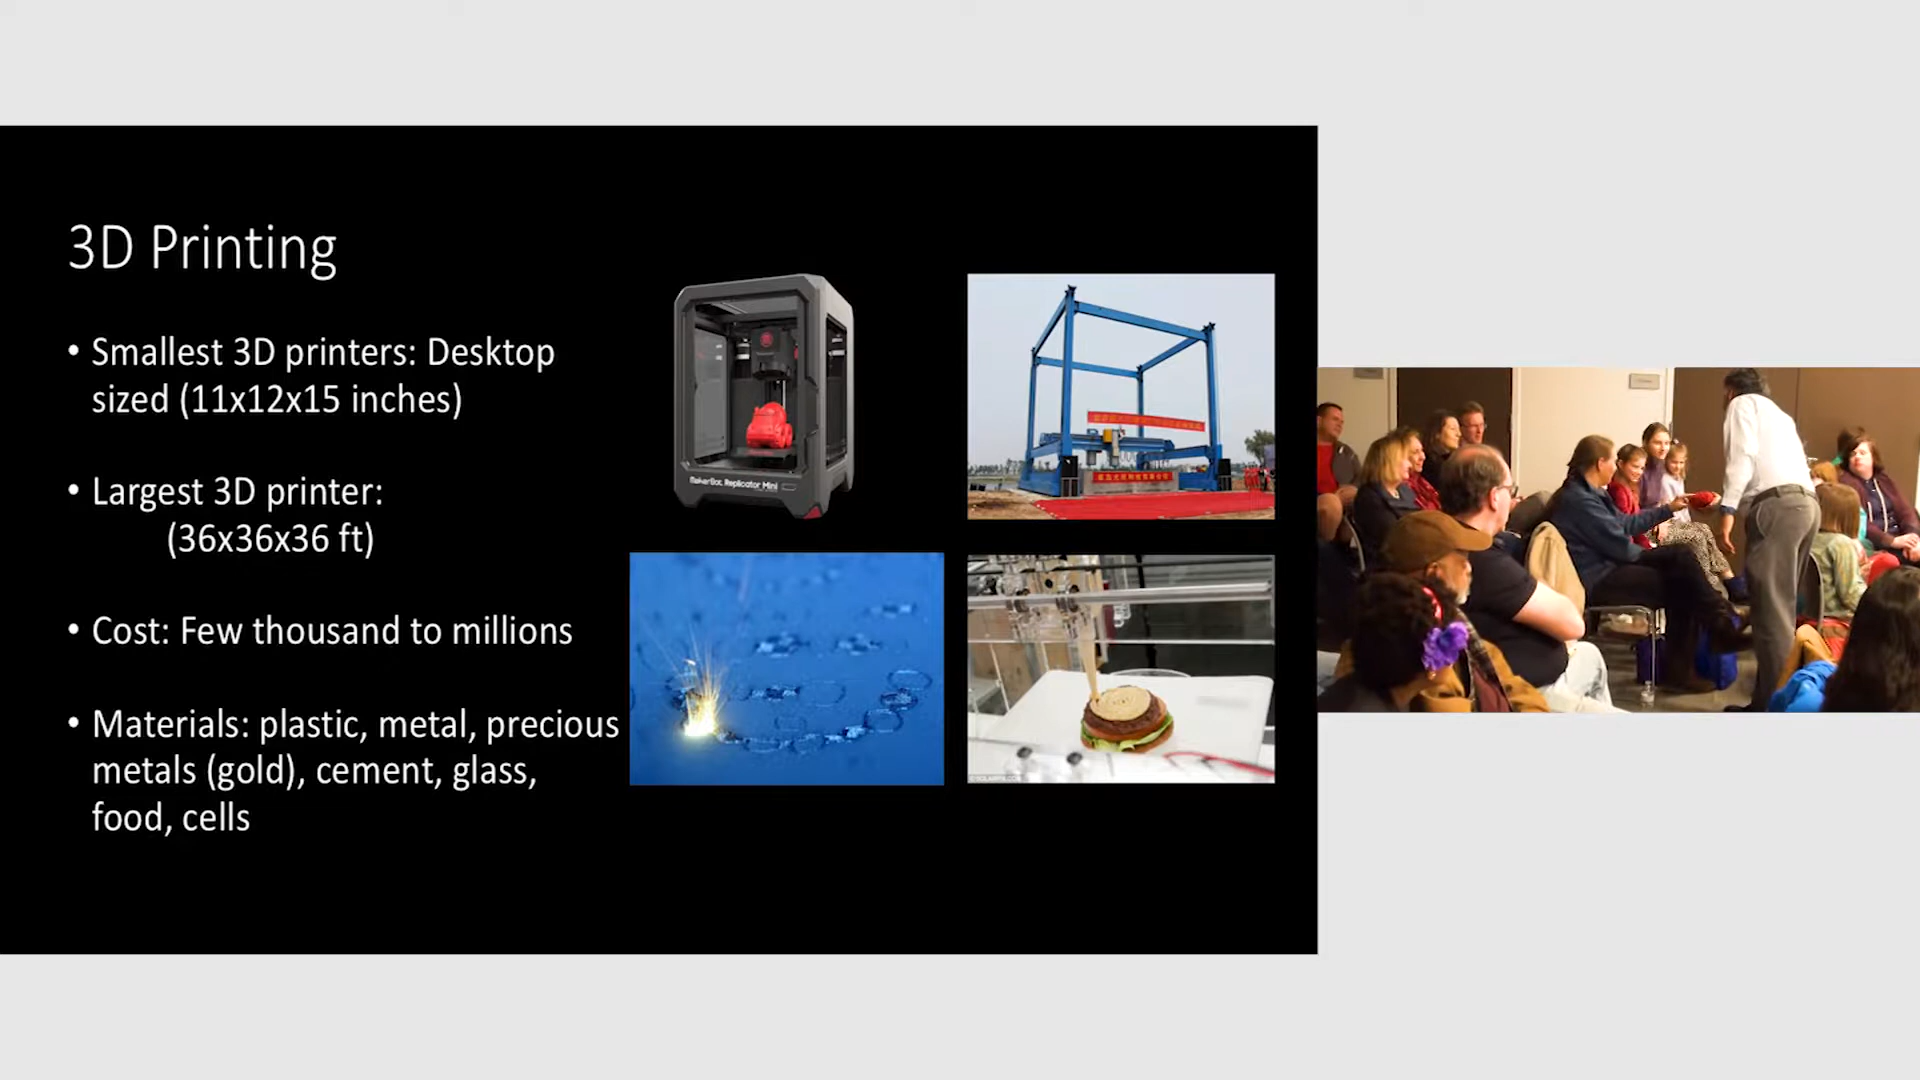 3D Printing
• Smallest 3D printers: Desktop
sized (11x12x15 inches)
• Largest 3D printer:
(36x36x36 ft)
• Cost: Few thousand to millions
• Materials: plastic, metal, precious
metals (gold), cement, glass,
food, cells
MakerBot Replicator Mini